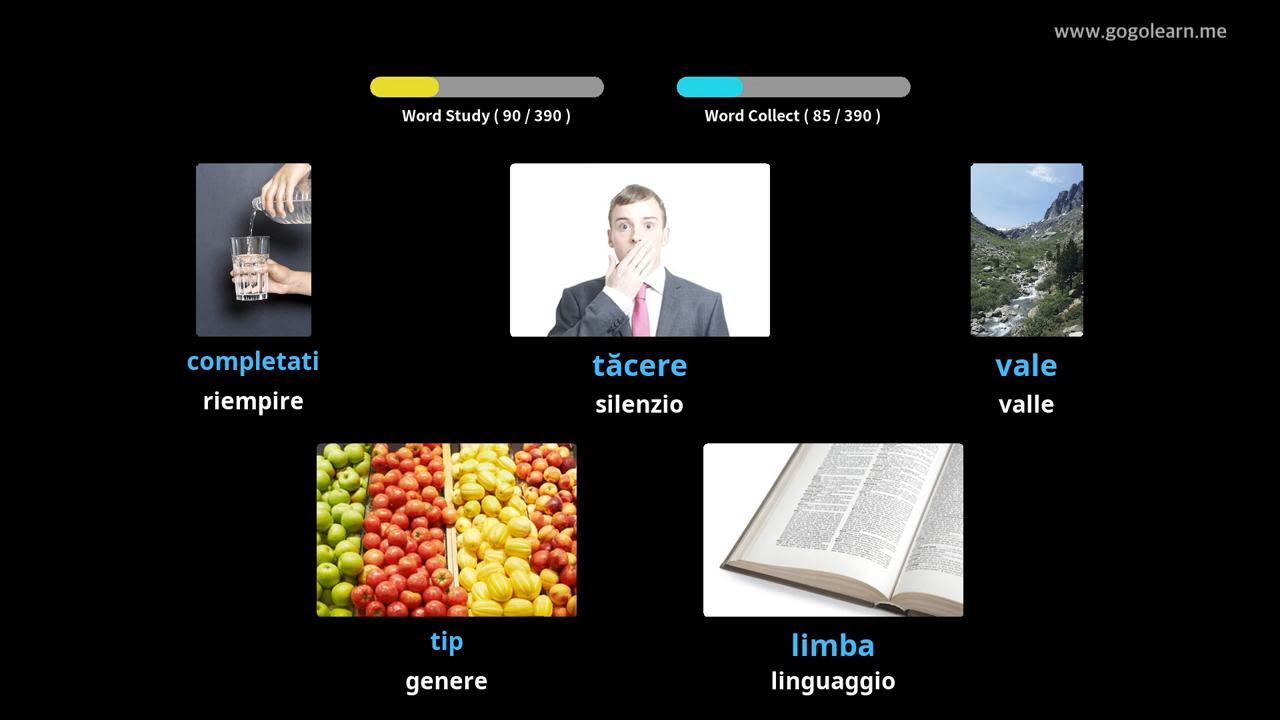 www.gogolearn.me
Word Study ( 90 / 390 )
Word Collect ( 85 / 390 )
completati
riempire
tăcere
silenzio
vale
valle
tip
genere
limba
linguaggio